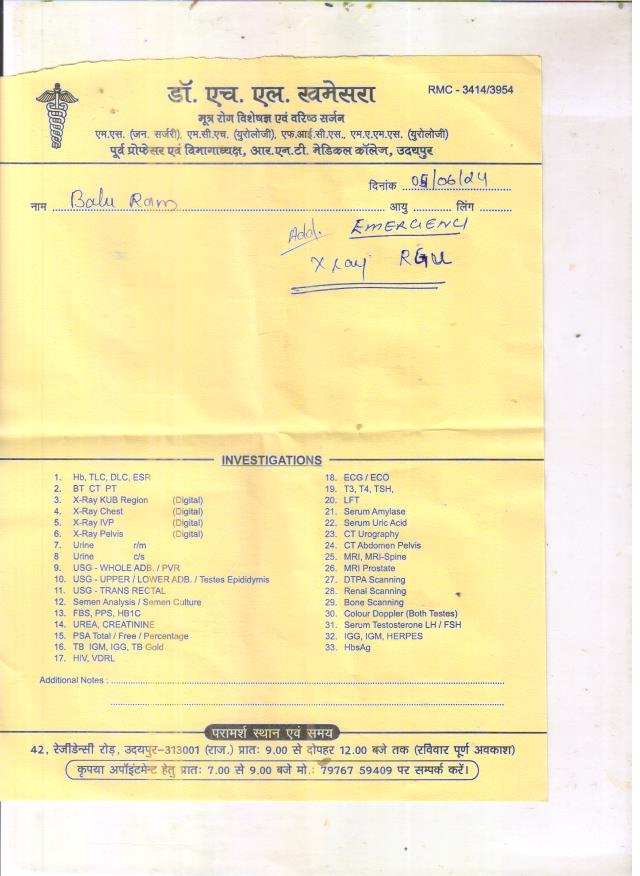 डॉ. एच. एल. खमेसरा
RMC - 3414/3954
मूत्र रोग विशेषज्ञ एवं वरिष्ठ सर्जन
एम.एस. (जन. सर्जरी), एम.सी.एच. (युरोलोजी), एफ.आई.सी.एस., एम.ए.एम.एस. (युरोलोजी)
पूर्व प्रोफेसर एवं विभागाध्यक्ष, आर.एन.टी. मेडिकल कॉलेज, उदयपुर
दिनांक 05/06/24
नाम Balu Ram आयु लिंग
Add. EMERGENCY
X ray RGU
INVESTIGATIONS
1. Hb, TLC, DLC, ESR
2. BT CT PT
3. X-Ray KUB Region (Digital)
4. X-Ray Chest (Digital)
5. X-Ray IVP (Digital)
6. X-Ray Pelvis (Digital)
7. Urine r/m
8 Urine c/s
9. USG - WHOLE ADB. / PVR
10. USG - UPPER / LOWER ADB. / Testes Epididymis
11. USG - TRANS RECTAL
12. Semen Analysis / Semen Culture
13. FBS, PPS, HB1C
14. UREA, CREATININE
15. PSA Total / Free / Percentage
16. TB IGM, IGG, TB Gold
17. HIV, VDRL
18. ECG / ECO
19. T3, T4, TSH,
20. LFT
21. Serum Amylase
22. Serum Uric Acid
23. CT Urography
24. CT Abdomen Pelvis
25. MRI, MRI-Spine
26. MRI Prostate
27. DTPA Scanning
28. Renal Scanning
29. Bone Scanning
30. Colour Doppler (Both Testes)
31. Serum Testosterone LH / FSH
32. IGG, IGM, HERPES
33. HbsAg
Additional Notes :
परामर्श स्थान एवं समय
42, रेजीडेन्सी रोड़, उदयपुर-313001 (राज.) प्रातः 9.00 से दोपहर 12.00 बजे तक (रविवार पूर्ण अवकाश)
कृपया अपॉइंटमेन्ट हेतु प्रातः 7.00 से 9.00 बजे मो.: 79767 59409 पर सम्पर्क करें।